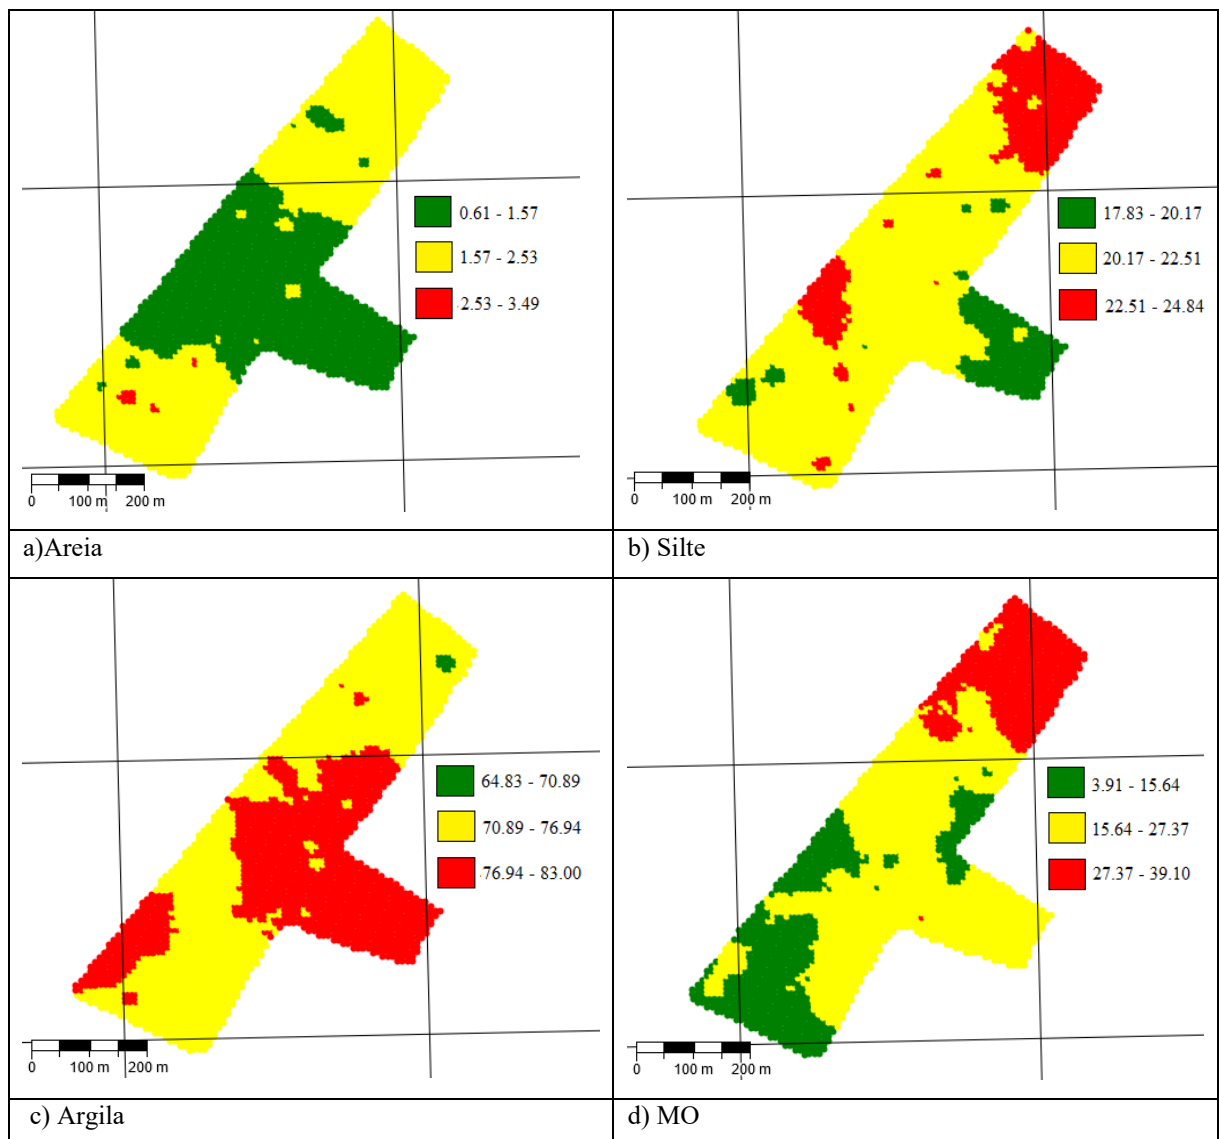 0.61 - 1.57
1.57 - 2.53
2.53 - 3.49
0 100 m 200 m
a)Areia
17.83 - 20.17
20.17 - 22.51
22.51 - 24.84
0 100 m 200 m
b) Silte
64.83 - 70.89
70.89 - 76.94
76.94 - 83.00
0 100 m 200 m
c) Argila
3.91 - 15.64
15.64 - 27.37
27.37 - 39.10
0 100 m 200 m
d) MO